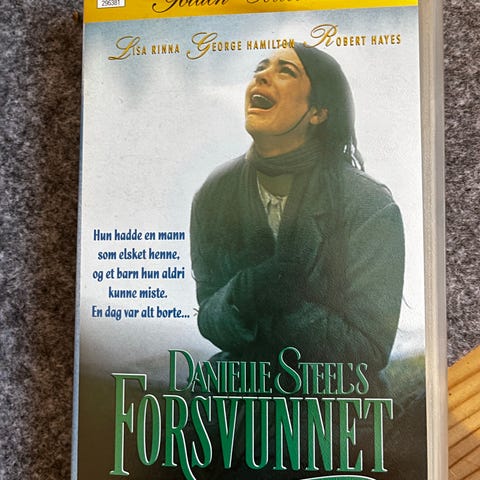 296381
Golden
LISA RINNA GEORGE HAMILTON • ROBERT HAYES
Hun hadde en mann
som elsket henne,
og et barn hun aldri
kunne miste.
En dag var alt borte...
DANIELLE STEEL'S
FORSVUNNET